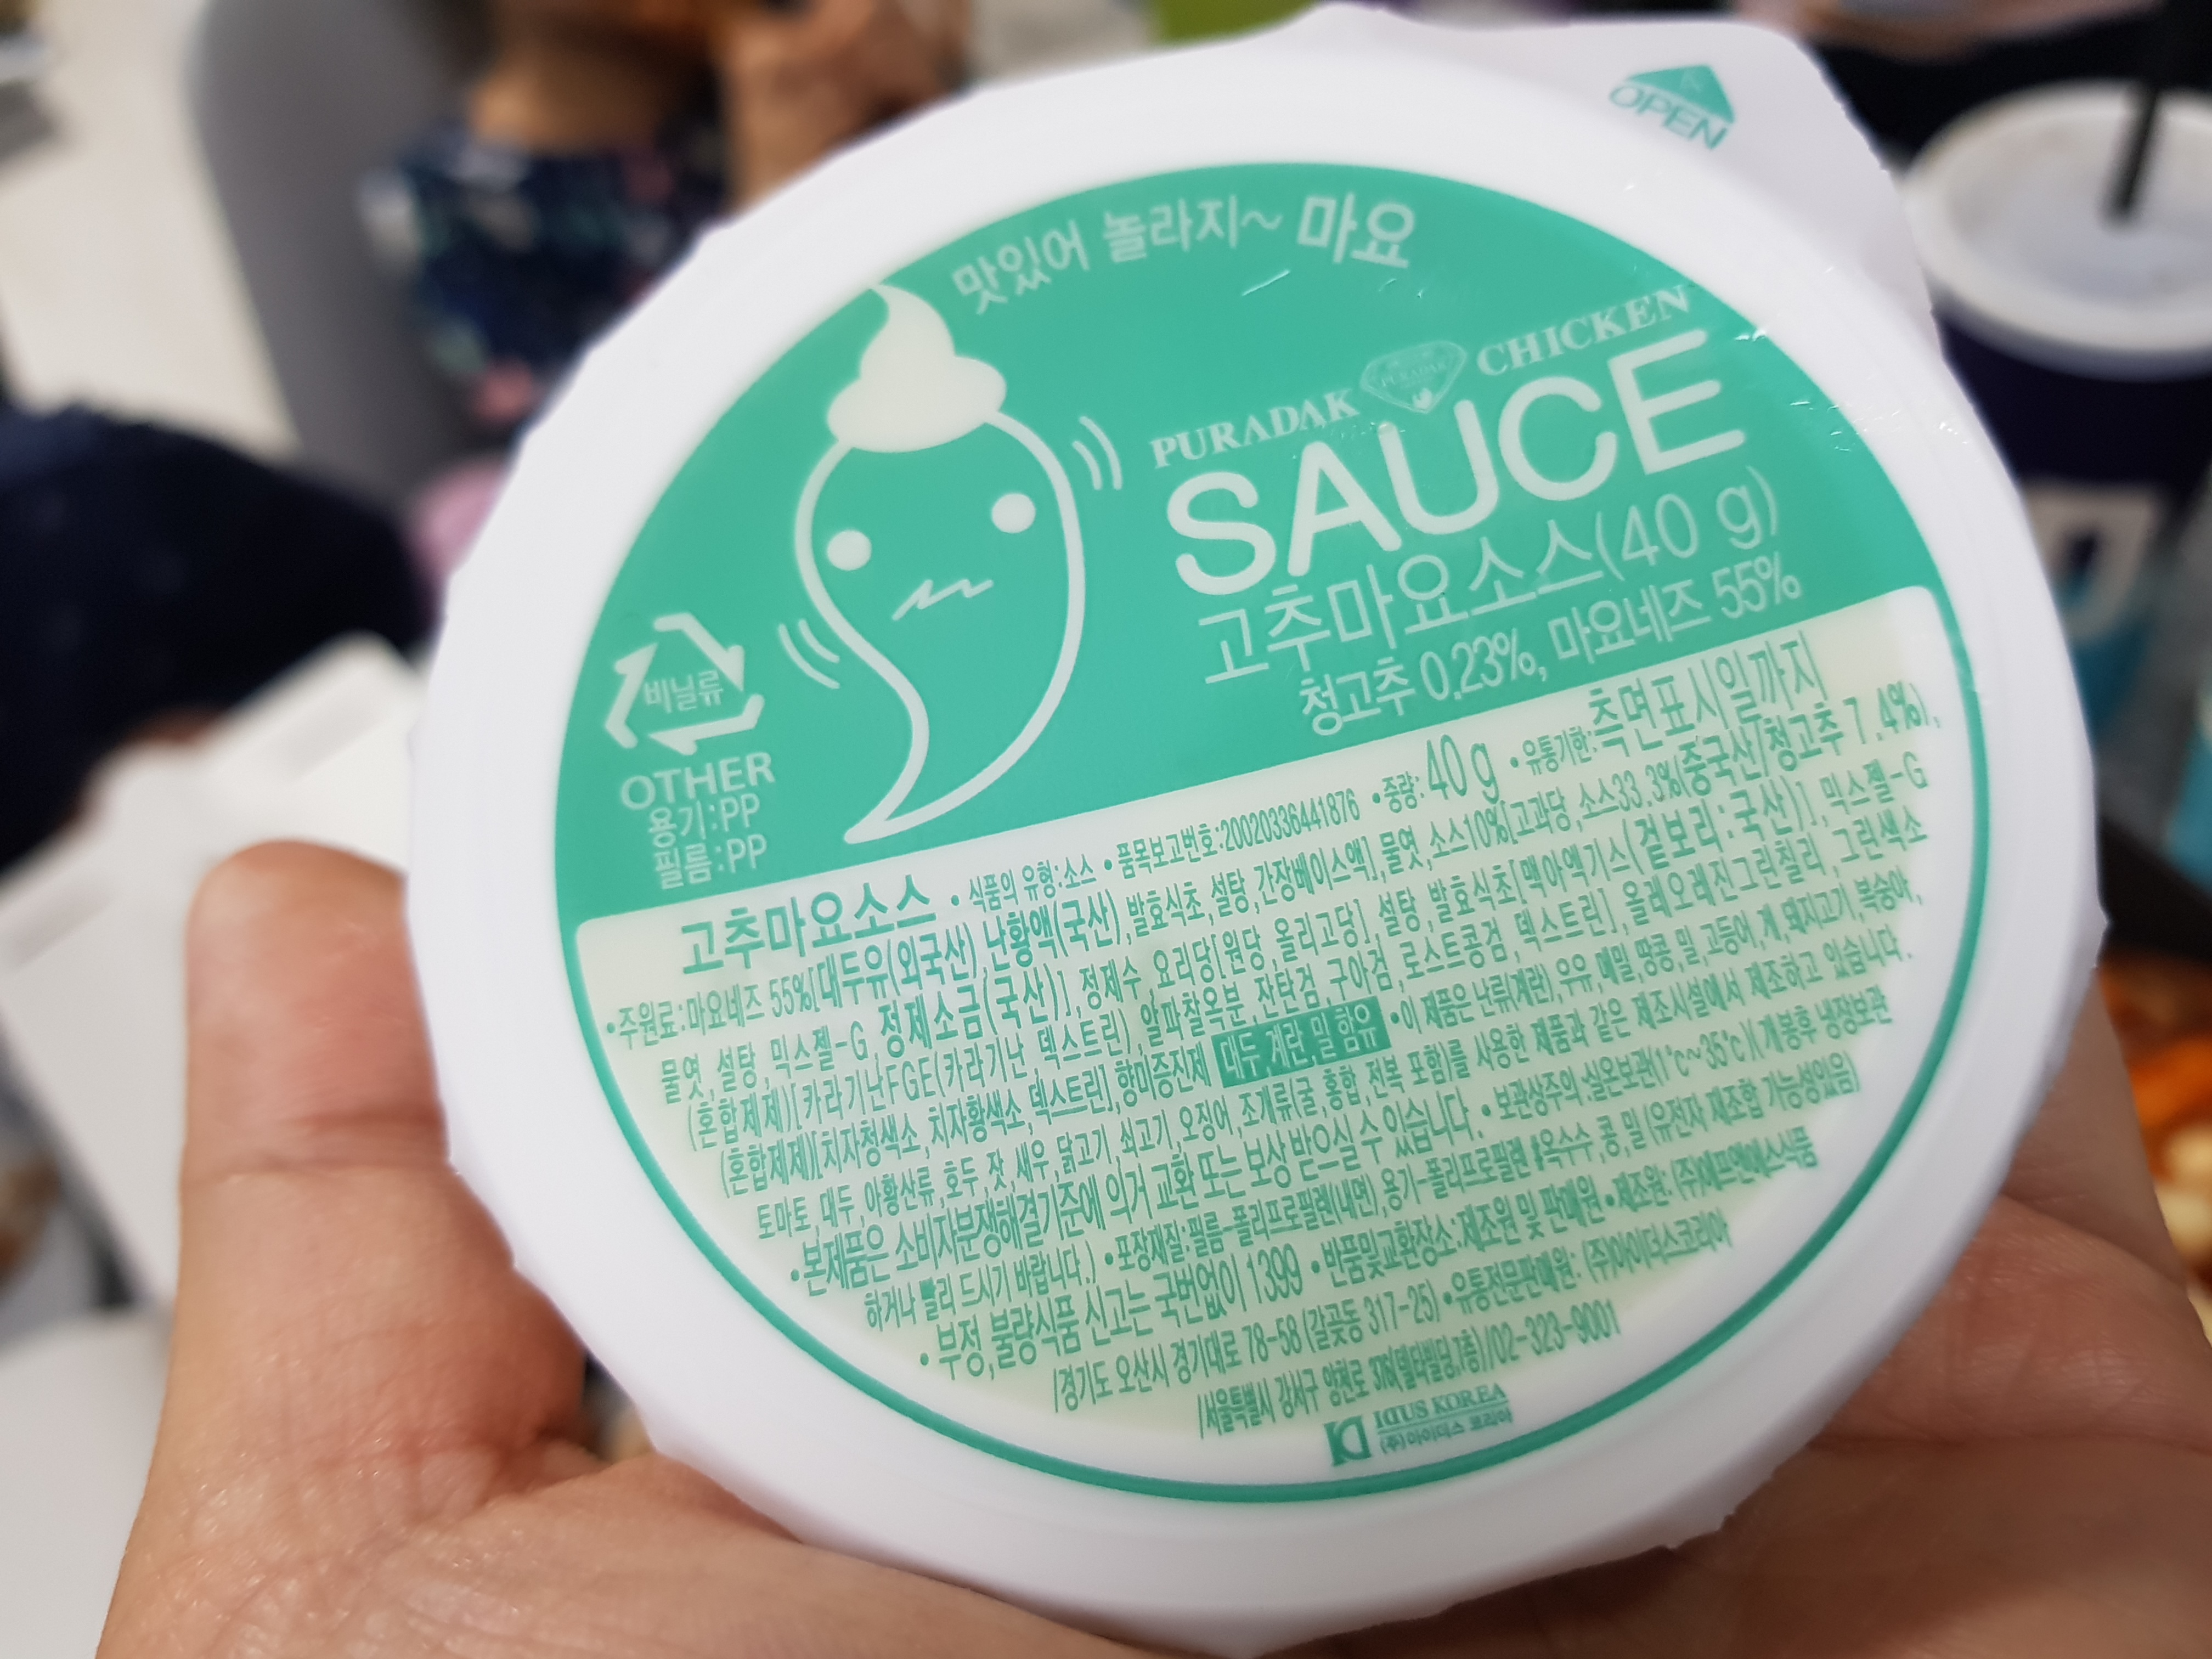 OPEN
맛있어 놀라지~ 마요
PURADAK CHICKEN
SAUCE
고추마요소스(40 g)
청고추 0.23%, 마요네즈 55%
비닐류
OTHER
용기:PP
필름:PP
고추마요소스 •식품의 유형:소스 •품목보고번호:20020336441876 •중량:40 g •유통기한:측면표시일까지
•주원료:마요네즈 55%[대두유(외국산),난황액(국산),발효식초,설탕,간장베이스액],물엿,소스10%[고과당,소스33.3%(중국산/청고추 7.4%),
물엿,설탕,믹스젤-G,정제소금(국산)],정제수,요리당[원당,올리고당],설탕,발효식초[맥아엑기스(겉보리:국산)],믹스젤-G
(혼합제제)[카라기난FGE(카라기난,덱스트린),알파찰옥분,잔탄검,구아검,로스트콩검,덱스트린],올레오레진그린칠리,그린색소
(혼합제제)[치자청색소,치자황색소,덱스트린],향미증진제 대두,계란,밀 함유 •이 제품은 난류(계란),우유,메밀,땅콩,밀,고등어,게,돼지고기,복숭아,
토마토,대두,아황산류,호두,잣,새우,닭고기,쇠고기,오징어,조개류(굴,홍합,전복 포함)를 사용한 제품과 같은 제조시설에서 제조하고 있습니다.
•본제품은 소비자분쟁해결기준에 의거 교환 또는 보상 받으실 수 있습니다. •보관상주의:실온보관(1℃~35℃)(개봉후 냉장보관
하거나 빨리 드시기 바랍니다.) •포장재질:필름-폴리프로필렌(내면),용기-폴리프로필렌 옥수수,콩,밀(유전자 재조합 가능성있음)
•부정,불량식품 신고는 국번없이 1399 •반품및교환장소:제조원 및 판매원 •제조원: (주)에프앤에스식품
/경기도 오산시 경기대로 78-58 (갈곶동 317-25) •유통전문판매원: (주)아이더스코리아
/서울특별시 강서구 양천로 /02-323-9001
IDUS KOREA
(주)아이더스 코리아